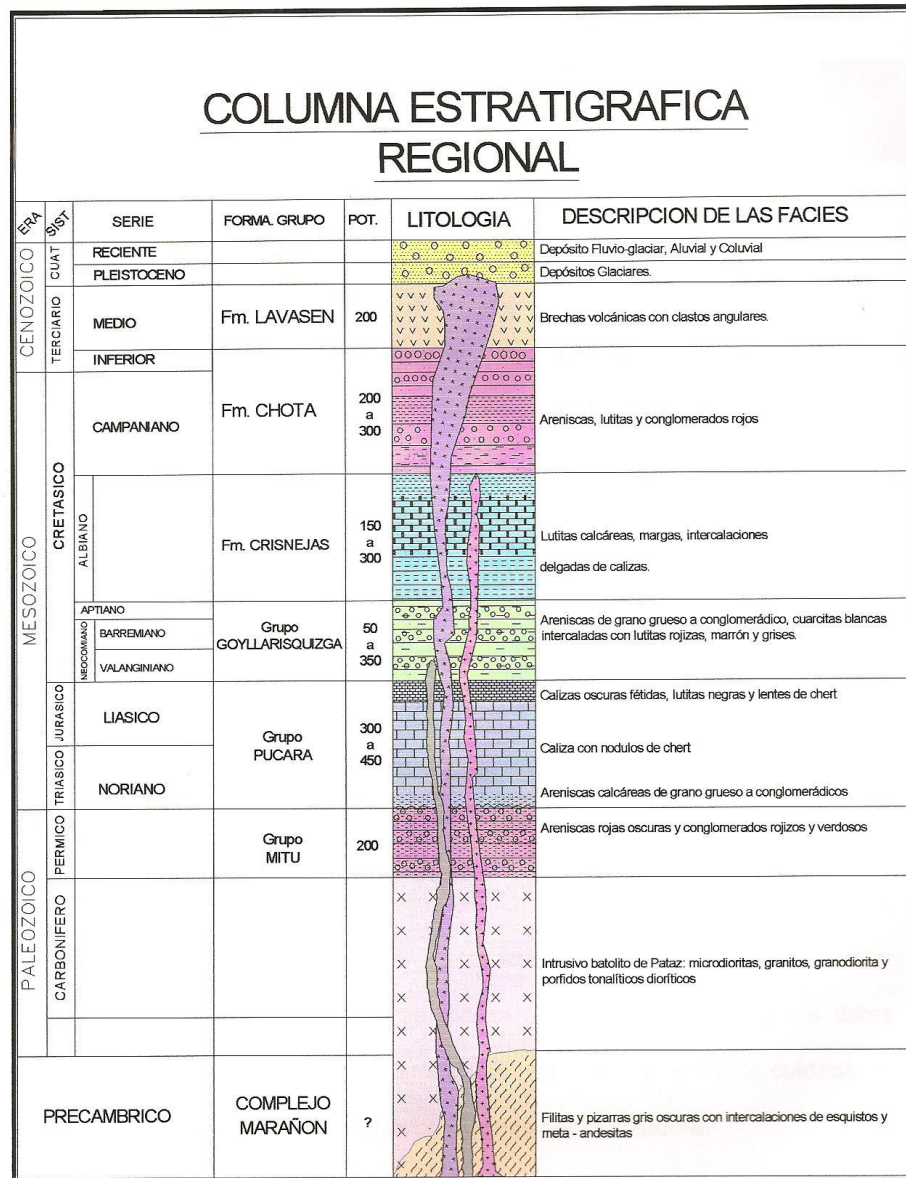 COLUMNA ESTRATIGRAFICA
REGIONAL
ERA
SIST
SERIE
FORMA. GRUPO
POT.
LITOLOGIA
DESCRIPCION DE LAS FACIES
CENOZOICO
CUAT
RECIENTE
Depósito Fluvio-glaciar, Aluvial y Coluvial
PLEISTOCENO
Depósitos Glaciares.
TERCIARIO
MEDIO
Fm. LAVASEN
200
Brechas volcánicas con clastos angulares.
INFERIOR
MESOZOICO
CRETASICO
CAMPANIANO
Fm. CHOTA
200
a
300
Areniscas, lutitas y conglomerados rojos
ALBIANO
Fm. CRISNEJAS
150
a
300
Lutitas calcáreas, margas, intercalaciones
delgadas de calizas.
APTIANO
NEOCOMIANO
BARREMIANO
VALANGINIANO
Grupo
GOYLLARISQUIZGA
50
a
350
Areniscas de grano grueso a conglomerádico, cuarcitas blancas
intercaladas con lutitas rojizas, marrón y grises.
JURASICO
LIASICO
Grupo
PUCARA
300
a
450
Calizas oscuras fétidas, lutitas negras y lentes de chert
Caliza con nodulos de chert
TRIASICO
NORIANO
Areniscas calcáreas de grano grueso a conglomerádicos
PALEOZOICO
PERMICO
Grupo
MITU
200
Areniscas rojas oscuras y conglomerados rojizos y verdosos
CARBONIFERO
Intrusivo batolito de Pataz: microdioritas, granitos, granodiorita y
porfidos tonalíticos dioríticos
PRECAMBRICO
COMPLEJO
MARAÑON
?
Filitas y pizarras gris oscuras con intercalaciones de esquistos y
meta - andesitas